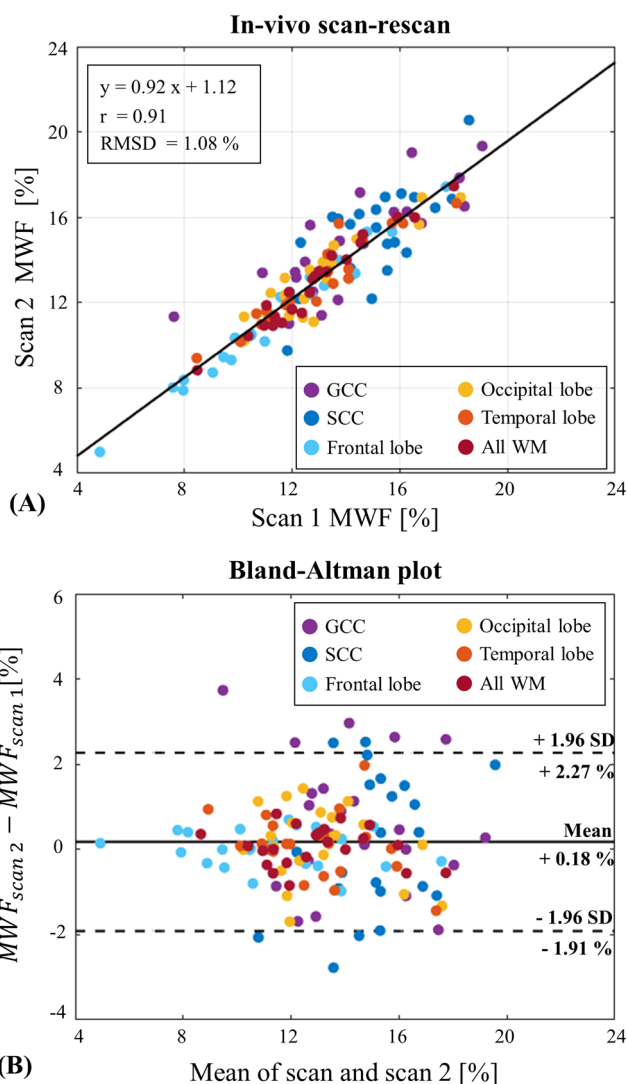 In-vivo scan-rescan
24
20
16
12
8
4
Scan 2 MWF [%]
y = 0.92 x + 1.12
r = 0.91
RMSD = 1.08 %
GCC
SCC
Frontal lobe
Occipital lobe
Temporal lobe
All WM
4 8 12 16 20 24
(A)
Scan 1 MWF [%]
Bland-Altman plot
6
4
2
0
-2
-4
MWF scan 2 − MWF scan 1 [%]
GCC
SCC
Frontal lobe
Occipital lobe
Temporal lobe
All WM
+ 1.96 SD
+ 2.27 %
Mean
+ 0.18 %
- 1.96 SD
- 1.91 %
4 8 12 16 20 24
(B)
Mean of scan and scan 2 [%]